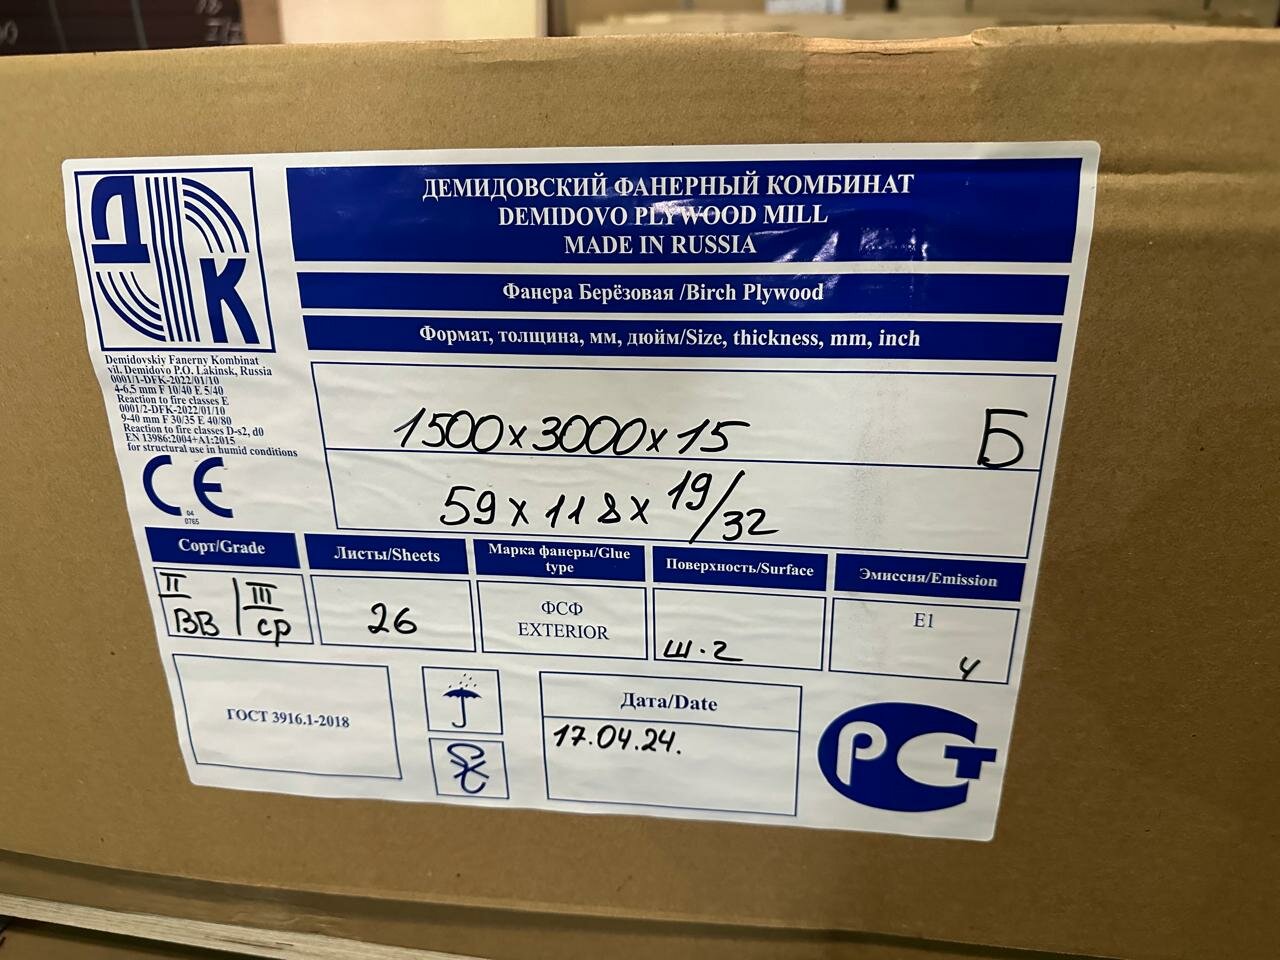 ДК
ДЕМИДОВСКИЙ ФАНЕРНЫЙ КОМБИНАТ
DEMIDOVO PLYWOOD MILL
MADE IN RUSSIA
Фанера Берёзовая /Birch Plywood
Формат, толщина, мм, дюйм/Size, thickness, mm, inch
Demidovskiy Fanerny Kombinat
vil. Demidovo P.O. Lakinsk, Russia
0001/1-DFK-2022/01/10
4-6,5 mm F 10/40 E 5/40
Reaction to fire classes E
0001/2-DFK-2022/01/10
9-40 mm F 30/35 E 40/80
Reaction to fire classes D-s2, d0
EN 13986:2004+A1:2015
for structural use in humid conditions
CE
04
0765
1500x3000x15 Б
59x118x 19/32
Сорт/Grade
II/BB | III/cp
Листы/Sheets
26
Марка фанеры/Glue
type
ФСФ
EXTERIOR
Поверхность/Surface
Ш-2
Эмиссия/Emission
E1
ГОСТ 3916.1-2018
Дата/Date
17.04.24.
РСТ